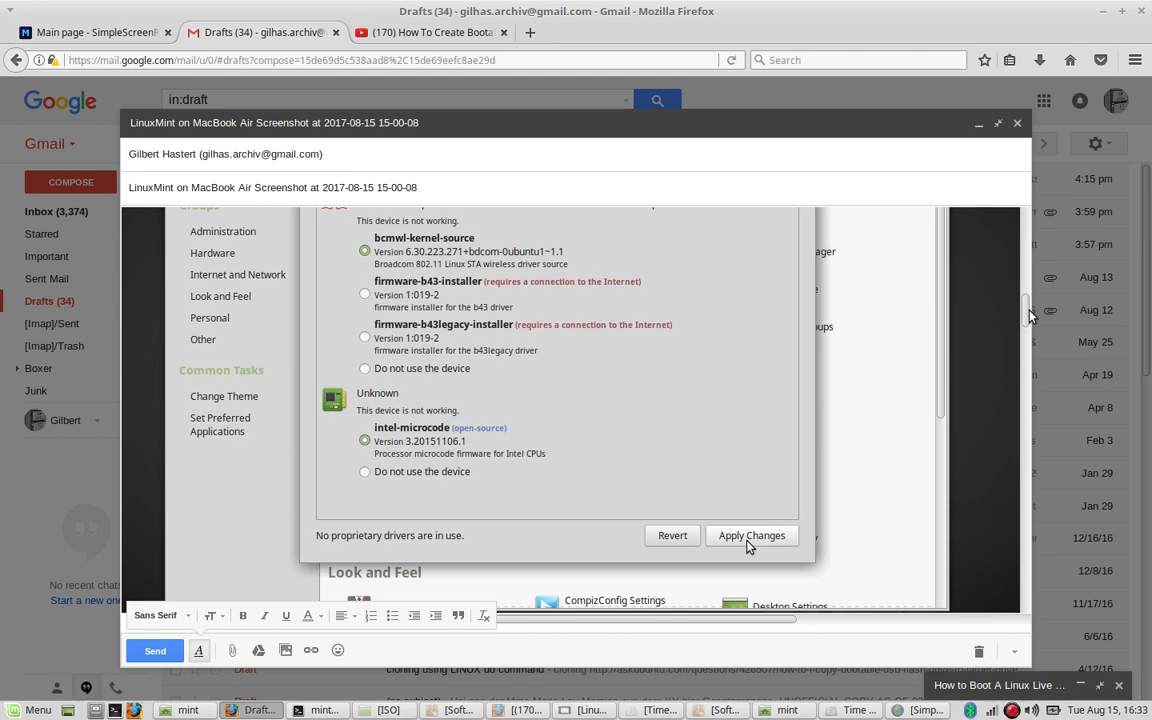 Drafts (34) - gilhas.archiv@gmail.com - Gmail - Mozilla Firefox
Main page - SimpleScreenR
Drafts (34) - gilhas.archiv@
(170) How To Create Boota
https://mail.google.com/mail/u/0/#drafts?compose=15de69d5c538aad8%2C15de69eefc8ae29d
Search
Google
in:draft
LinuxMint on MacBook Air Screenshot at 2017-08-15 15-00-08
Gmail
Gilbert Hastert (gilhas.archiv@gmail.com)
COMPOSE
4:15 pm
LinuxMint on MacBook Air Screenshot at 2017-08-15 15-00-08
Inbox (3,374)
3:59 pm
Groups
This device is not working.
Starred
Administration
bcmwl-kernel-source
3:57 pm
Important
Hardware
Version 6.30.223.271+bdcom-0ubuntu1~1.1
ager
Broadcom 802.11 Linux STA wireless driver source
Sent Mail
Internet and Network
firmware-b43-installer (requires a connection to the Internet)
Aug 13
Drafts (34)
Look and Feel
Version 1:019-2
firmware installer for the b43 driver
Aug 12
[Imap]/Sent
Personal
firmware-b43legacy-installer (requires a connection to the Internet)
oups
[Imap]/Trash
Other
Version 1:019-2
May 25
firmware installer for the b43legacy driver
Boxer
Common Tasks
Do not use the device
Apr 19
Junk
Change Theme
Unknown
Apr 8
Gilbert
Set Preferred
Applications
This device is not working.
intel-microcode (open-source)
Version 3.20151106.1
Feb 3
Processor microcode firmware for Intel CPUs
Do not use the device
Jan 29
Jan 29
No proprietary drivers are in use.
Revert
Apply Changes
12/16/16
Look and Feel
12/8/16
No recent chats
Start a new one
CompizConfig Settings
Desktop Settings
11/17/16
Sans Serif
6/6/16
Send
Draft
cloning using LINUX dd command -
4/12/16
How to Boot A Linux Live ...
Menu
mint
Draft...
mint...
[ISO]
[Soft...
[(170...
[Linu...
[Time...
[Soft...
mint
Time ...
[Simp...
Tue Aug 15, 16:33